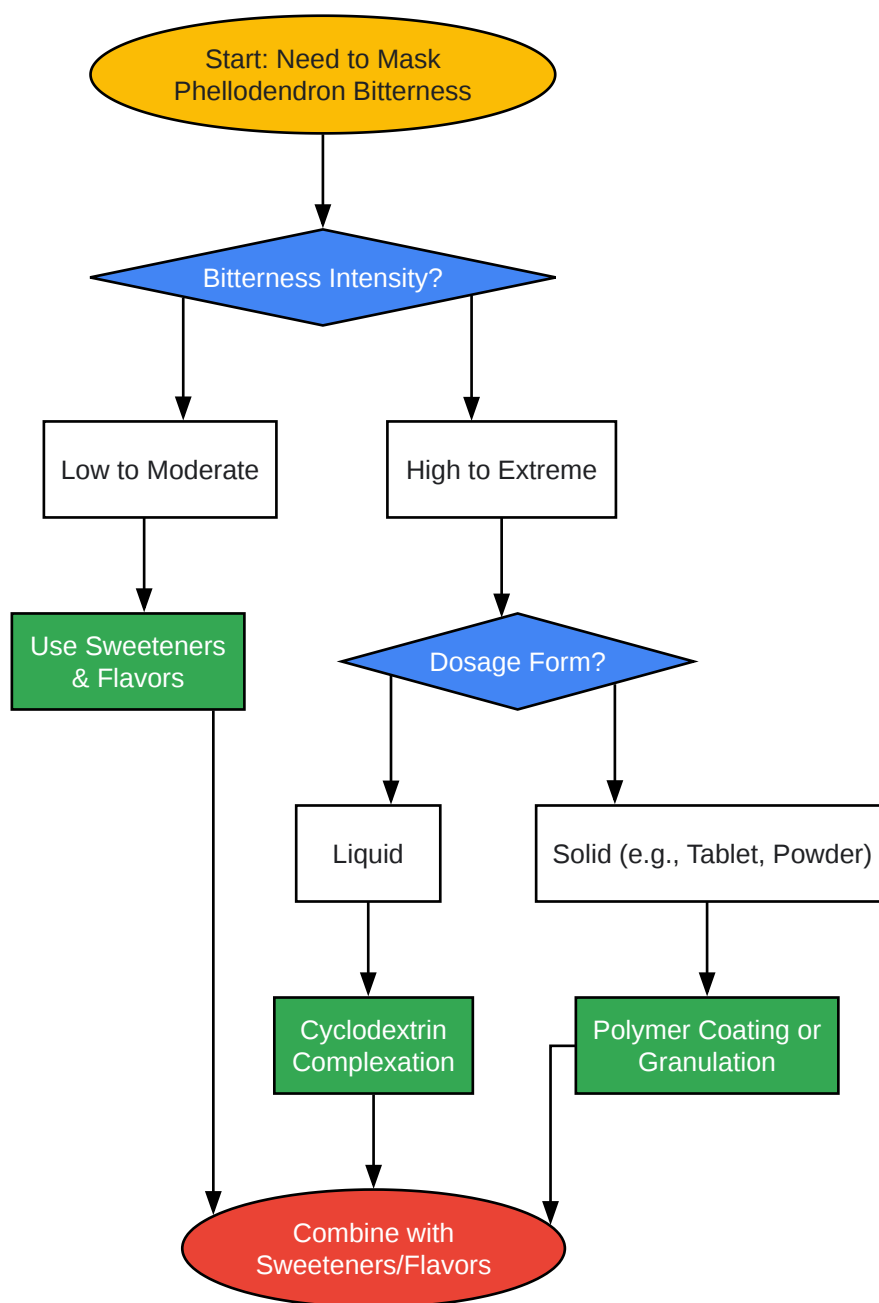 Start: Need to Mask
Phellodendron Bitterness
Bitterness Intensity?
Low to Moderate
High to Extreme
Use Sweeteners
& Flavors
Dosage Form?
Liquid
Solid (e.g., Tablet, Powder)
Cyclodextrin
Complexation
Polymer Coating or
Granulation
Combine with
Sweeteners/Flavors